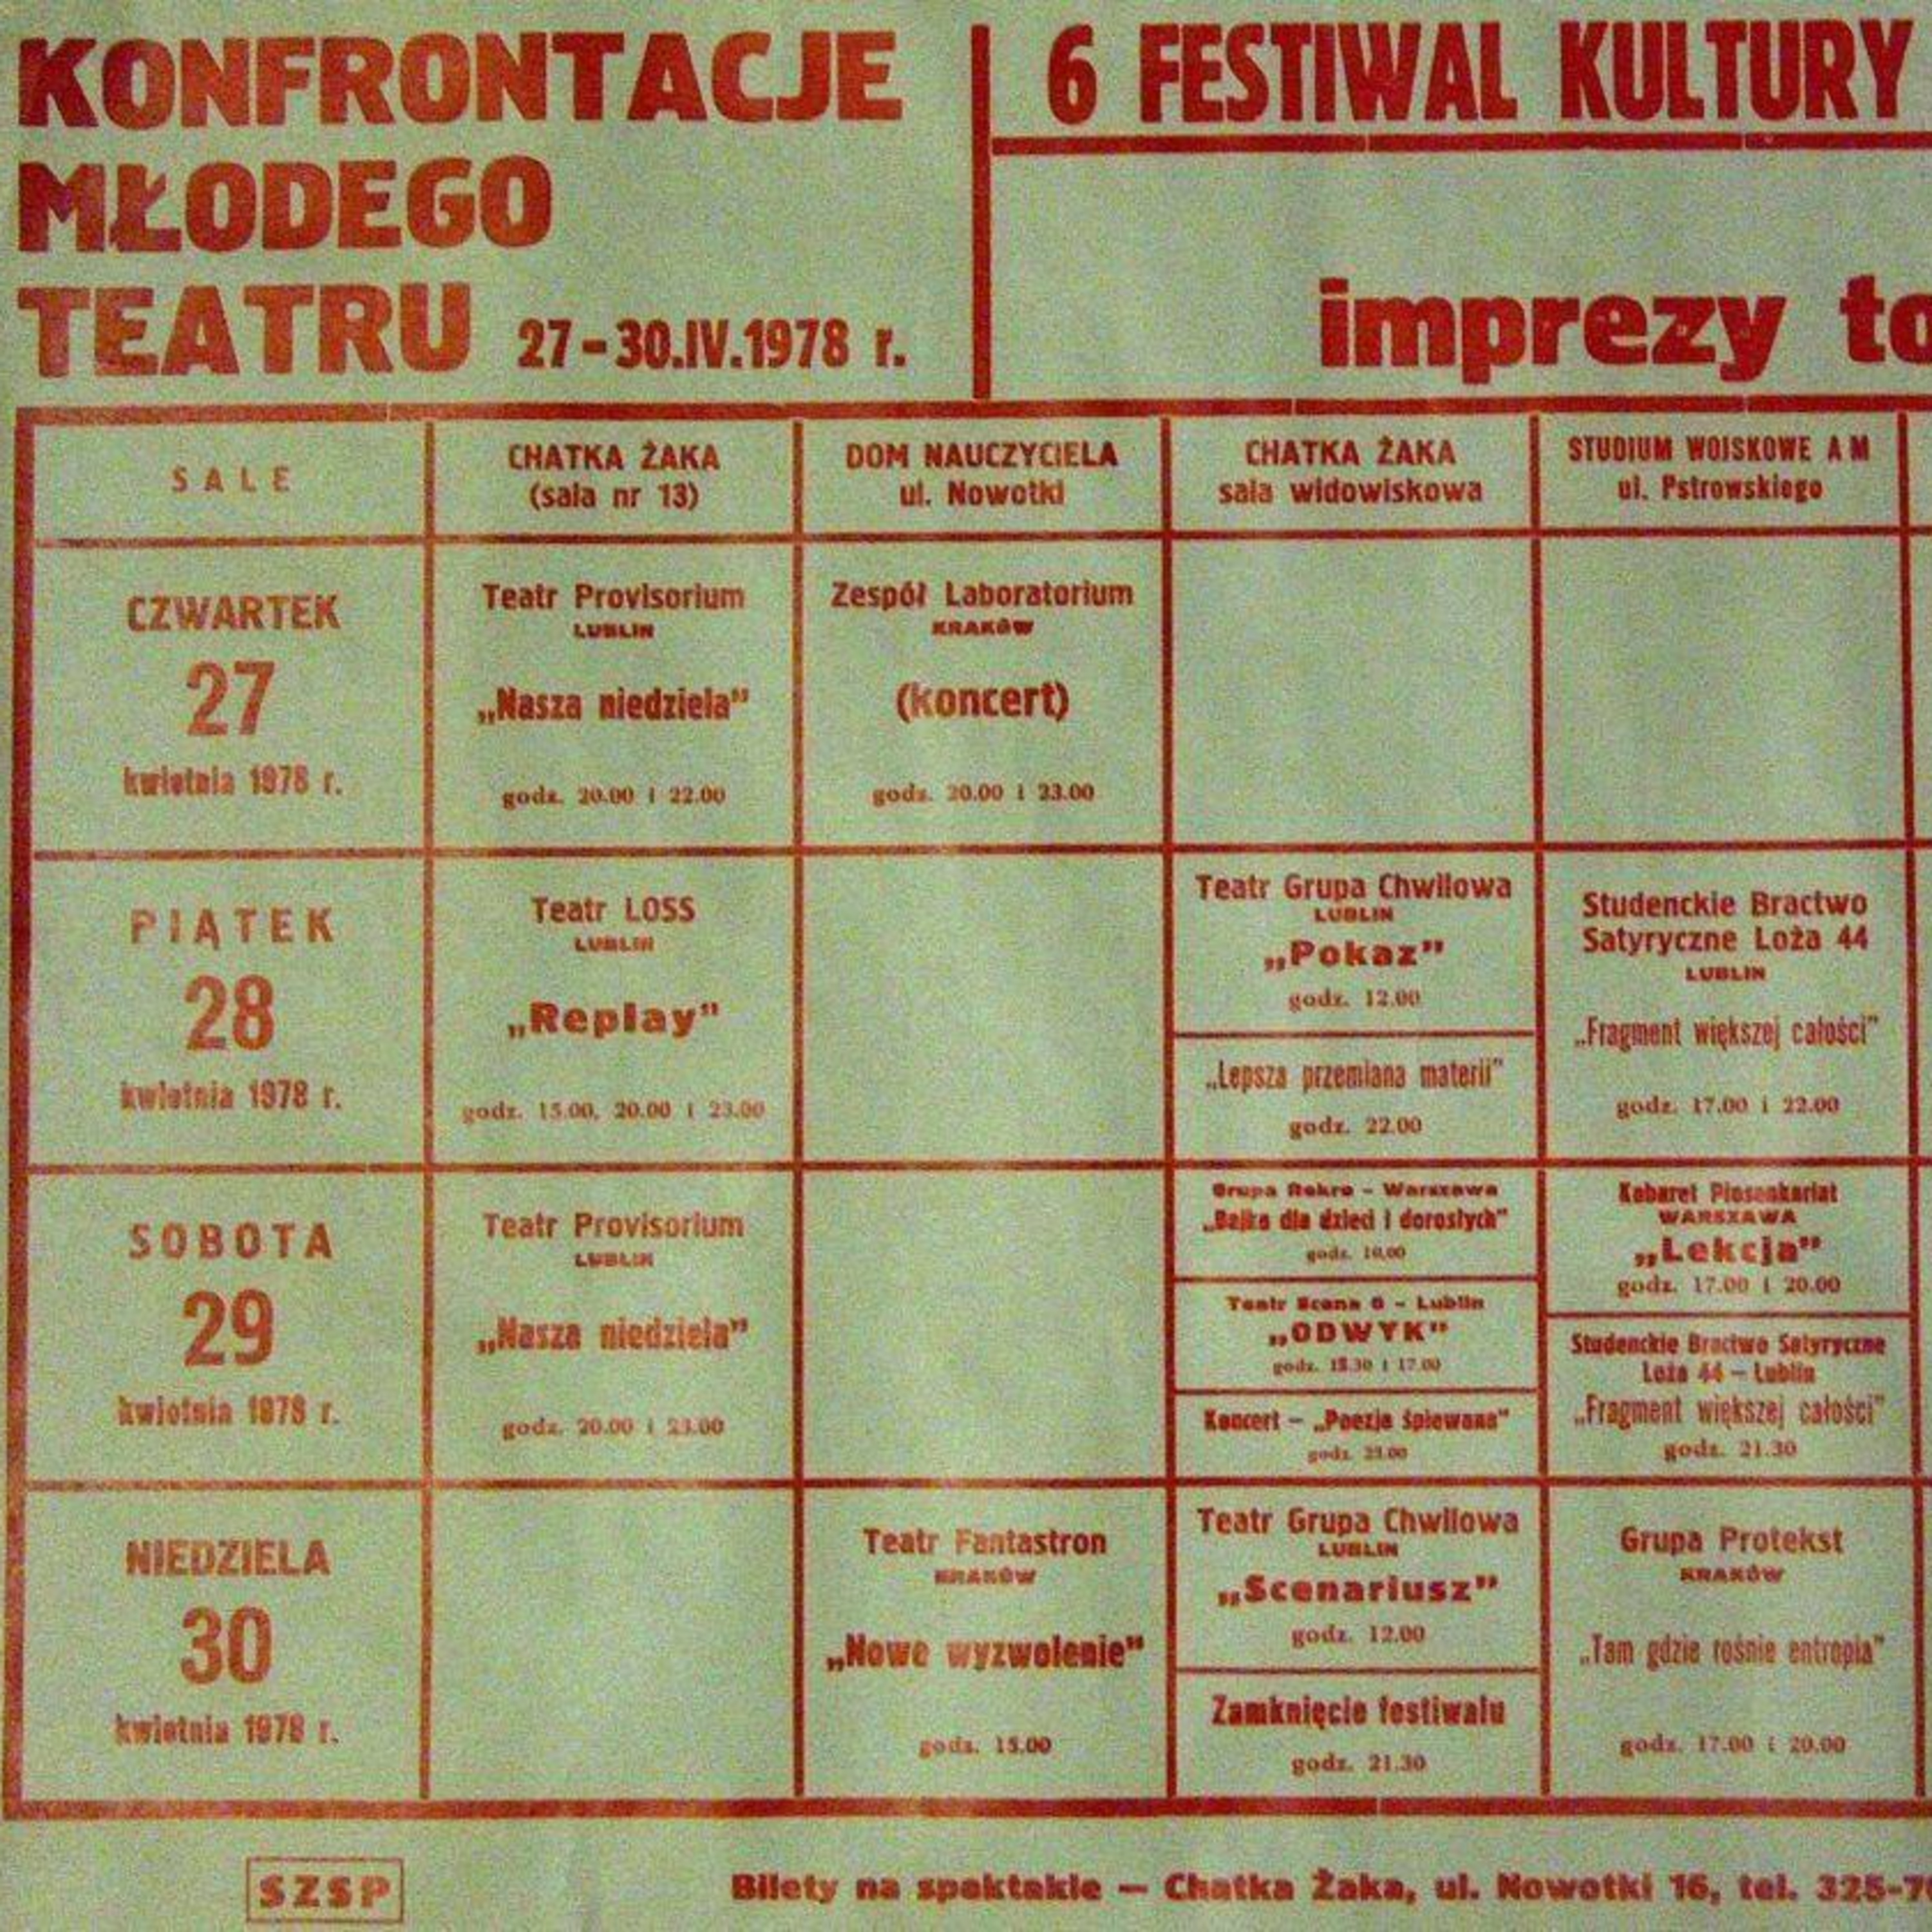 KONFRONTACJE
MŁODEGO
TEATRU 27-30.IV.1978 r.
6 FESTIWAL KULTURY
imprezy to
SALE
CHATKA ŻAKA
(sala nr 13)
DOM NAUCZYCIELA
ul. Nowotki
CHATKA ŻAKA
sala widowiskowa
STUDIUM WOJSKOWE A M
ul. Pstrowskiego
CZWARTEK
27
kwietnia 1978 r.
Teatr Provisorium
LUBLIN
„Nasza niedziela”
godz. 20.00 i 22.00
Zespół Laboratorium
KRAKÓW
(koncert)
godz. 20.00 i 23.00
PIĄTEK
28
kwietnia 1978 r.
Teatr LOSS
LUBLIN
„Replay”
godz. 15.00, 20.00 i 23.00
Teatr Grupa Chwilowa
LUBLIN
„Pokaz”
godz. 12.00
„Lepsza przemiana materii”
godz. 22.00
Studenckie Bractwo
Satyryczne Loża 44
LUBLIN
„Fragment większej całości”
godz. 17.00 i 22.00
SOBOTA
29
kwietnia 1978 r.
Teatr Provisorium
LUBLIN
„Nasza niedziela”
godz. 20.00 i 23.00
Grupa - Warszawa
„Bajka dla dzieci i dorosłych”
godz. 10.00
Teatr Scena 6 - Lublin
„ODWYK”
godz. 15.30 i 17.00
Koncert - „Poezja śpiewana”
godz. 23.00
Kabaret Piosenkariat
WARSZAWA
„Lekcja”
godz. 17.00 i 20.00
Studenckie Bractwo Satyryczne
Loża 44 - Lublin
„Fragment większej całości”
godz. 21.30
NIEDZIELA
30
kwietnia 1978 r.
Teatr Fantastron
KRAKÓW
„Nowe wyzwolenie”
godz. 15.00
Teatr Grupa Chwilowa
LUBLIN
„Scenariusz”
godz. 12.00
Zamknięcie festiwalu
godz. 21.30
Grupa Protekst
KRAKÓW
„Tam gdzie rośnie entropia”
godz. 17.00 i 20.00
SZSP
Bilety na spektakle — Chatka Żaka, ul. Nowotki 16, tel. 325-7